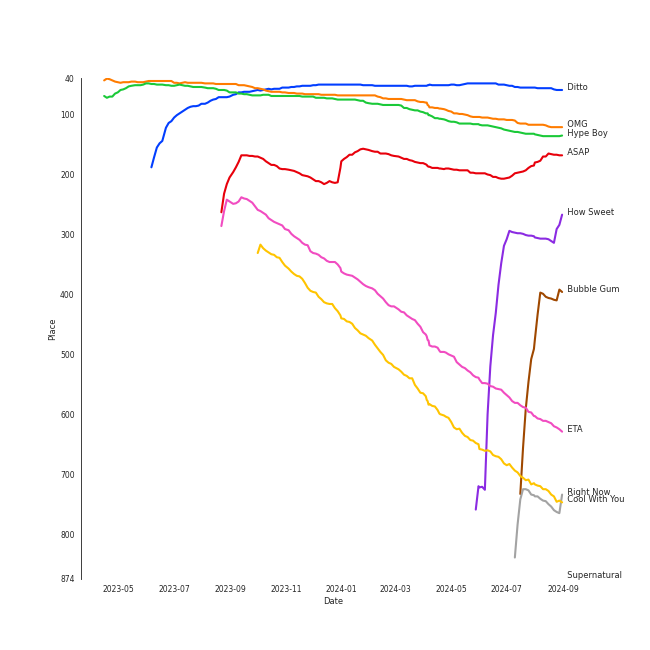 40
100
200
300
400
500
600
700
800
874
Place
Ditto
OMG
Hype Boy
ASAP
How Sweet
Bubble Gum
ETA
Right Now
Cool With You
Supernatural
2023-05 2023-07 2023-09 2023-11 2024-01 2024-03 2024-05 2024-07 2024-09
Date